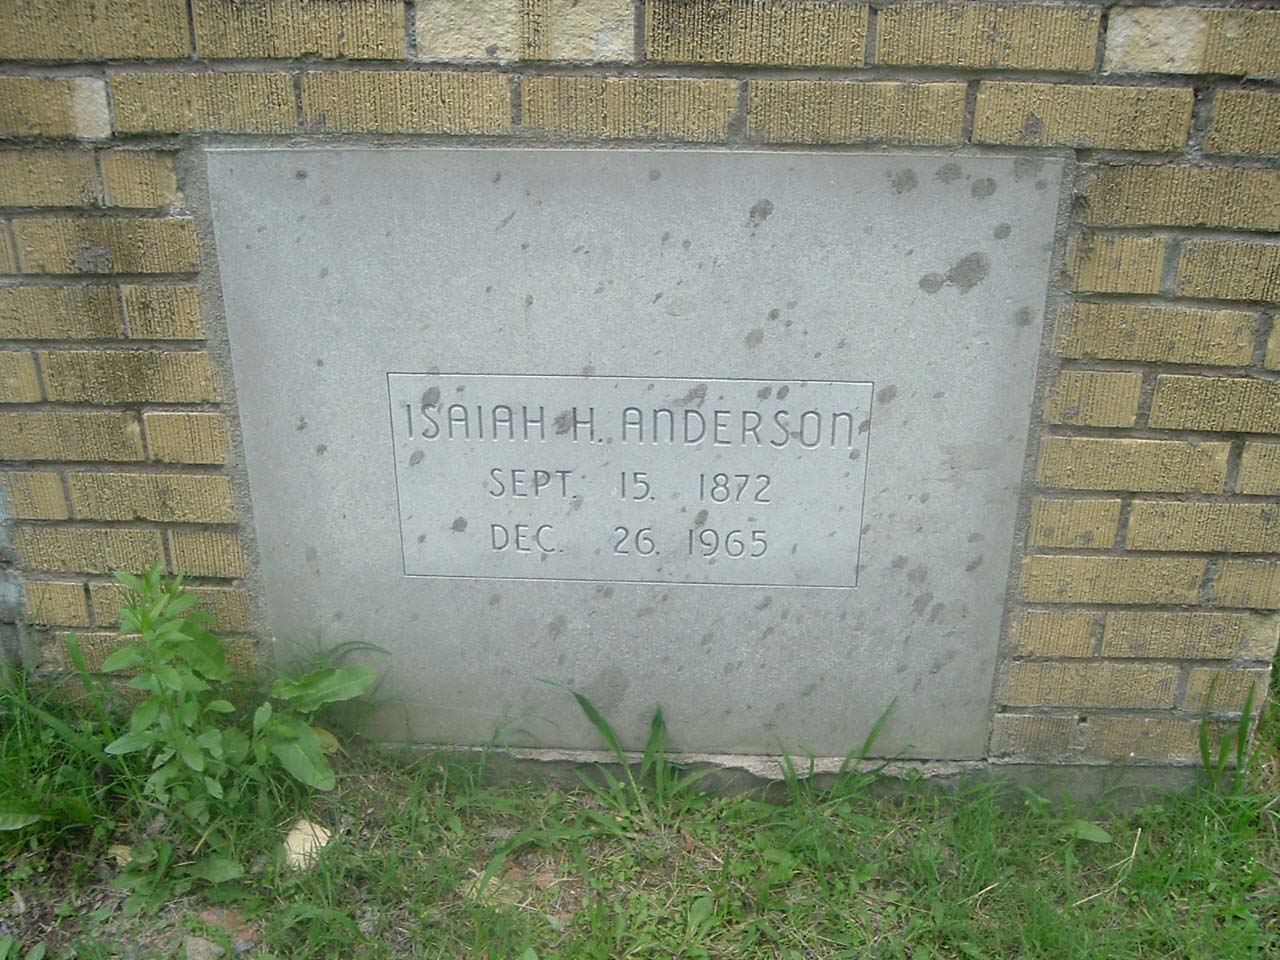 ISAIAH H. ANDERSON
SEPT. 15. 1872
DEC. 26. 1965